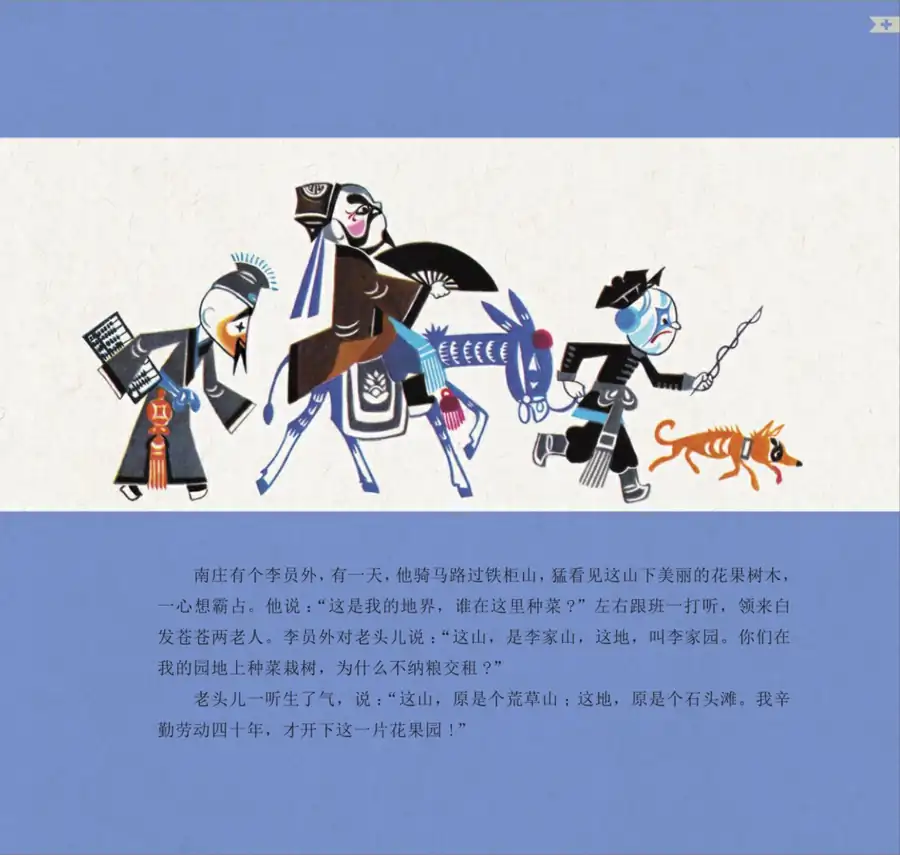 南庄有个李员外，有一天，他骑马路过铁柜山，猛看见这山下美丽的花果树木，
一心想霸占。他说：“这是我的地界，谁在这里种菜？”左右跟班一打听，领来白
发苍苍两老人。李员外对老头儿说：“这山，是李家山，这地，叫李家园。你们在
我的园地上种菜栽树，为什么不纳粮交租？”
老头儿一听生了气，说：“这山，原是个荒草山；这地，原是个石头滩。我辛
勤劳动四十年，才开下这一片花果园！”